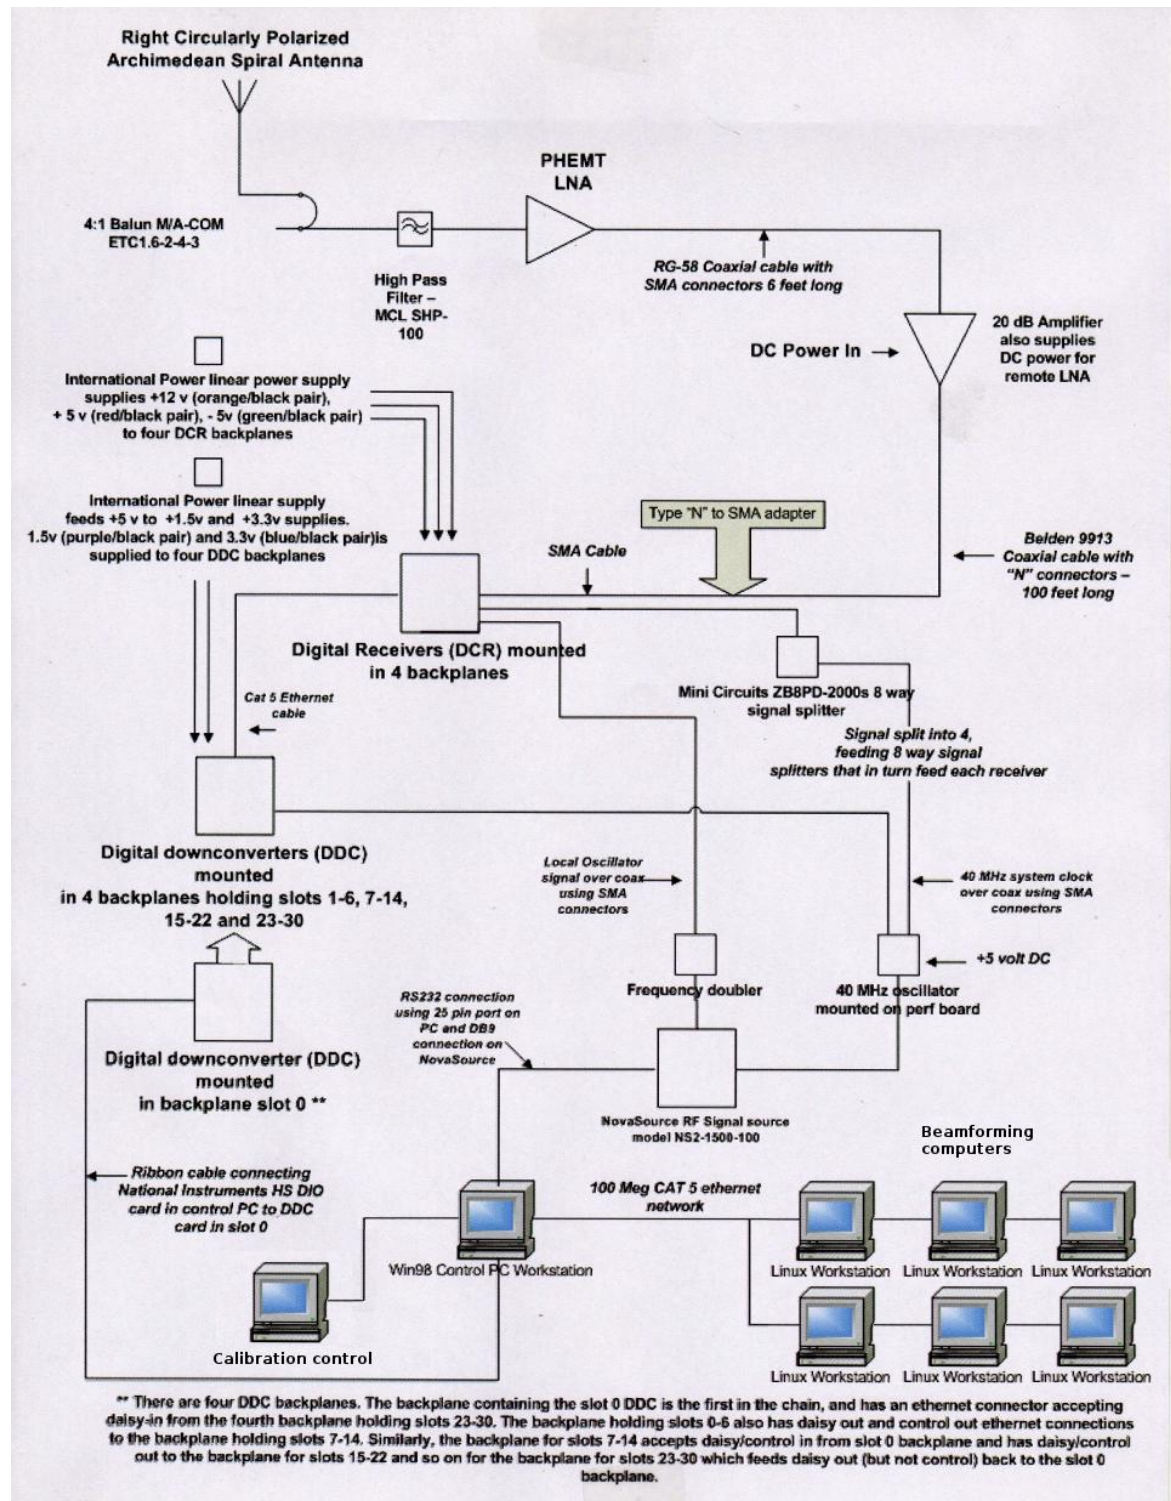 Right Circularly Polarized
Archimedean Spiral Antenna
PHEMT
LNA
4:1 Balun M/A-COM
ETC1.6-2-4-3
High Pass
Filter –
MCL SHP-
100
RG-58 Coaxial cable with
SMA connectors 6 feet long
DC Power In
20 dB Amplifier
also supplies
DC power for
remote LNA
International Power linear power supply
supplies +12 v (orange/black pair),
+ 5 v (red/black pair), - 5v (green/black pair)
to four DCR backplanes
International Power linear supply
feeds +5 v to +1.5v and +3.3v supplies.
1.5v (purple/black pair) and 3.3v (blue/black pair)is
supplied to four DDC backplanes
Type "N" to SMA adapter
SMA Cable
Belden 9913
Coaxial cable with
"N" connectors –
100 feet long
Digital Receivers (DCR) mounted
in 4 backplanes
Mini Circuits ZB8PD-2000s 8 way
signal splitter
Cat 5 Ethernet
cable
Signal split into 4,
feeding 8 way signal
splitters that in turn feed each receiver
Digital downconverters (DDC)
mounted
in 4 backplanes holding slots 1-6, 7-14,
15-22 and 23-30
Local Oscillator
signal over coax
using SMA
connectors
40 MHz system clock
over coax using SMA
connectors
+5 volt DC
Frequency doubler
40 MHz oscillator
mounted on perf board
RS232 connection
using 25 pin port on
PC and DB9
connection on
NovaSource
Digital downconverter (DDC)
mounted
in backplane slot 0 **
NovaSource RF Signal source
model NS2-1500-100
Beamforming
computers
Ribbon cable connecting
National Instruments HS DIO
card in control PC to DDC
card in slot 0
100 Meg CAT 5 ethernet
network
Win98 Control PC Workstation
Linux Workstation
Linux Workstation
Linux Workstation
Calibration control
Linux Workstation
Linux Workstation
Linux Workstation
** There are four DDC backplanes. The backplane containing the slot 0 DDC is the first in the chain, and has an ethernet connector accepting
daisy-in from the fourth backplane holding slots 23-30. The backplane holding slots 0-6 also has daisy out and control out ethernet connections
to the backplane holding slots 7-14. Similarly, the backplane for slots 7-14 accepts daisy/control in from slot 0 backplane and has daisy/control
out to the backplane for slots 15-22 and so on for the backplane for slots 23-30 which feeds daisy out (but not control) back to the slot 0
backplane.